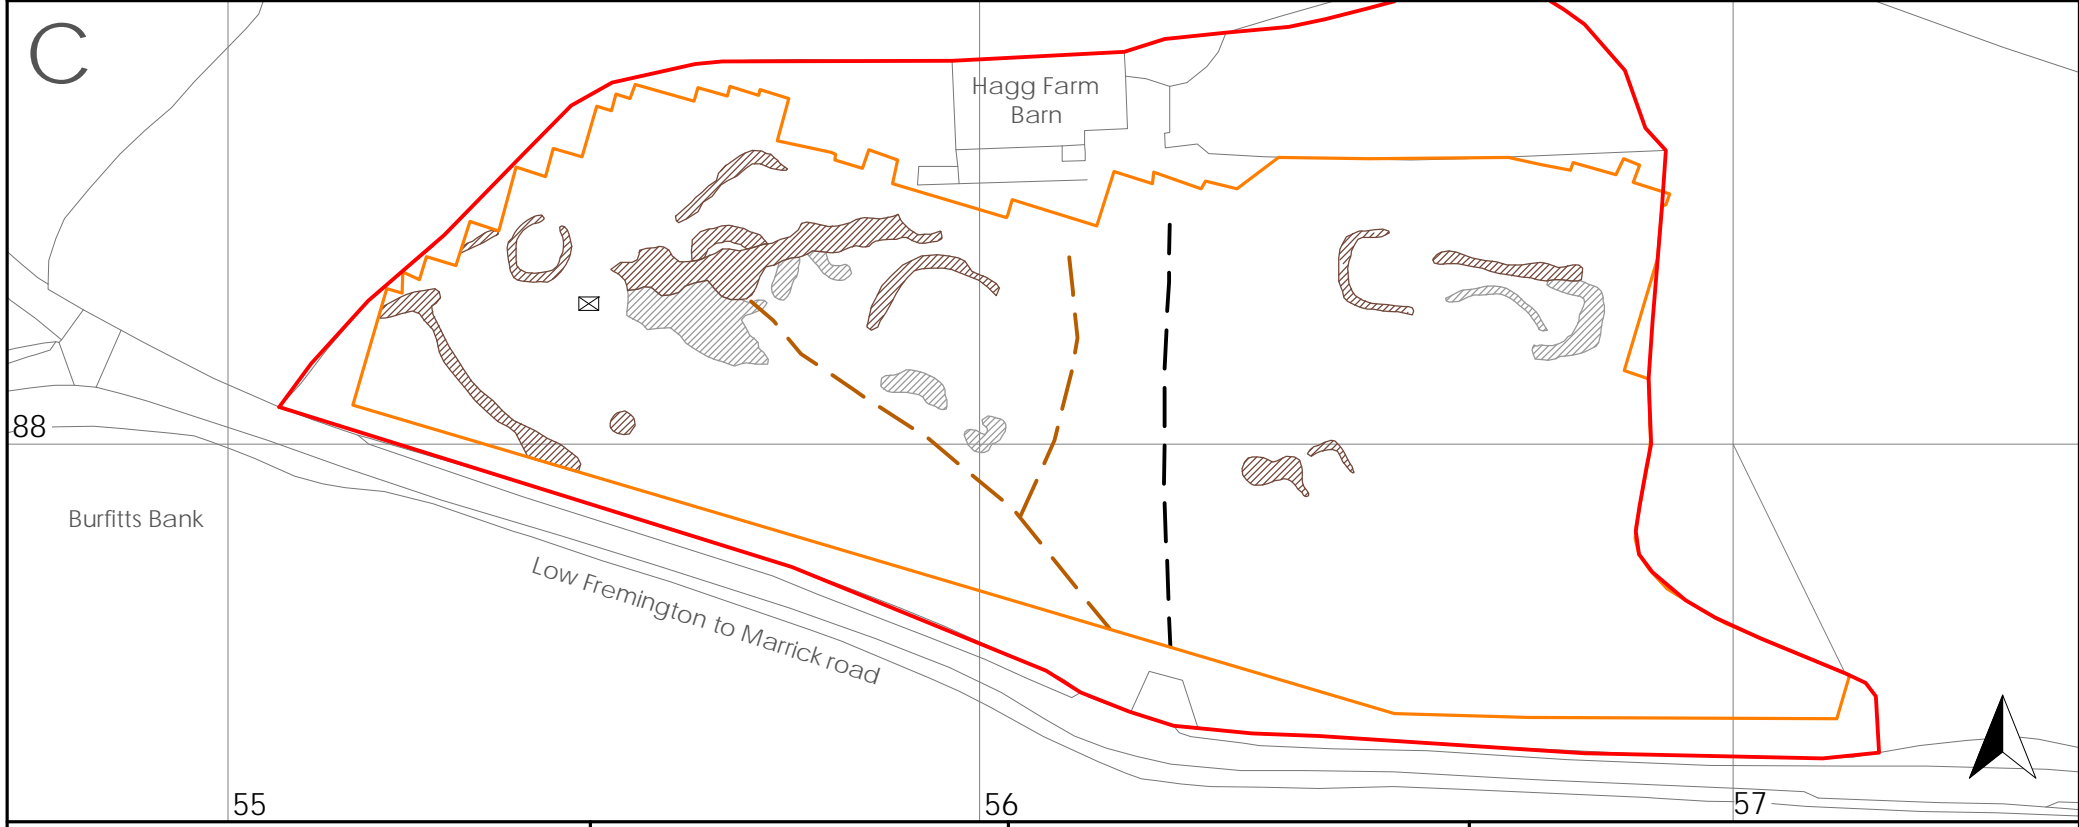 C
Hagg Farm
Barn
88
Burfitts Bank
Low Fremington to Marrick road
55
56
57